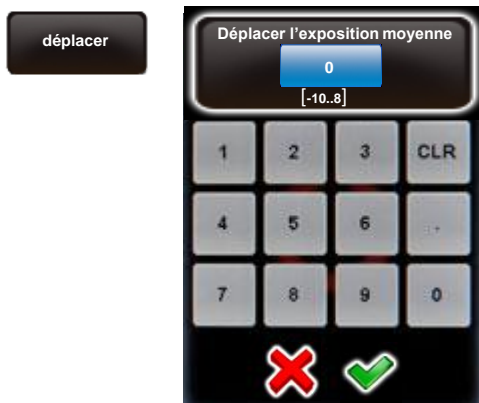 déplacer
Déplacer l'exposition moyenne
0
[-10..8]
1 2 3 CLR
4 5 6
7 8 9 0